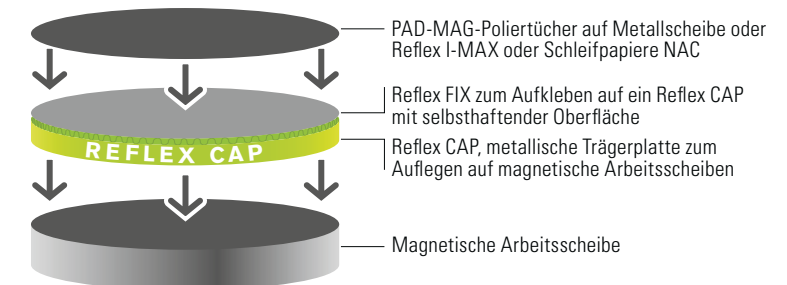 PAD-MAG-Poliertücher auf Metallscheibe oder
Reflex I-MAX oder Schleifpapiere NAC
Reflex FIX zum Aufkleben auf ein Reflex CAP
mit selbsthaftender Oberfläche
REFLEX CAP
Reflex CAP, metallische Trägerplatte zum
Auflegen auf magnetische Arbeitsscheiben
Magnetische Arbeitsscheibe